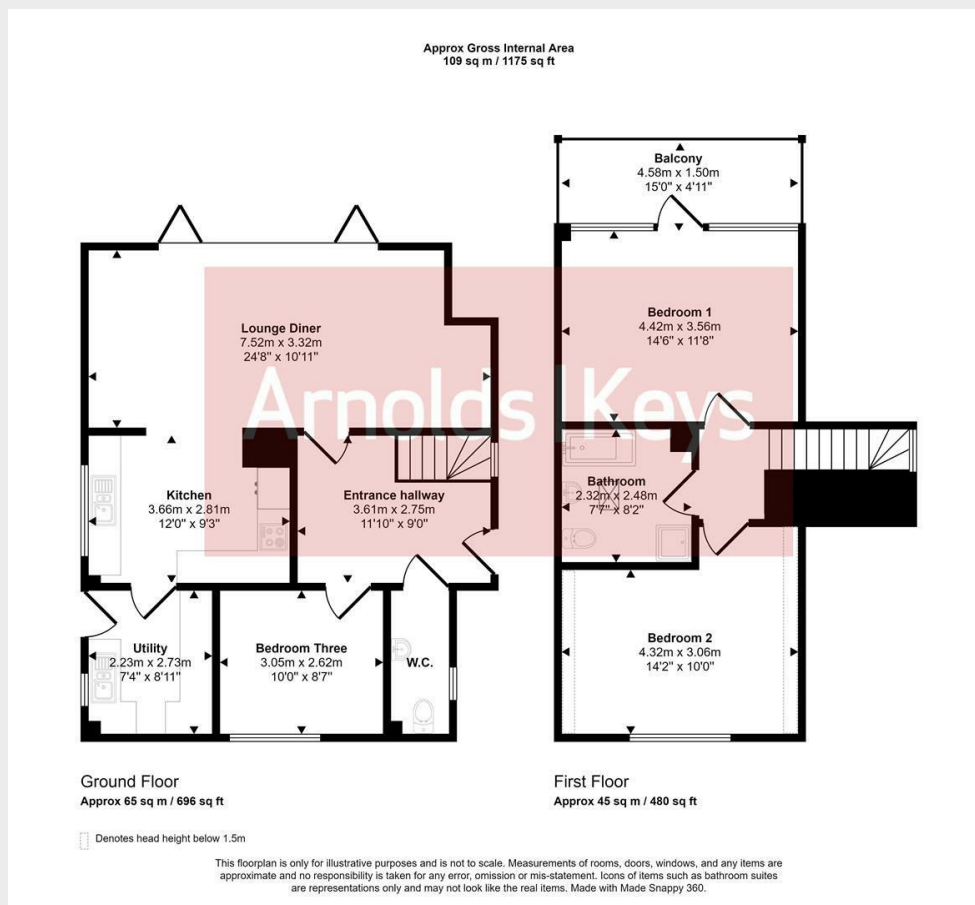 Approx Gross Internal Area
109 sq m / 1175 sq ft
Balcony
4.58m x 1.50m
15'0" x 4'11"
Lounge Diner
7.52m x 3.32m
24'8" x 10'11"
Bedroom 1
4.42m x 3.56m
14'6" x 11'8"
Arnolds | Keys
Kitchen
3.66m x 2.81m
12'0" x 9'3"
Entrance hallway
3.61m x 2.75m
11'10" x 9'0"
Bathroom
2.32m x 2.48m
7'7" x 8'2"
Utility
2.23m x 2.73m
7'4" x 8'11"
Bedroom Three
3.05m x 2.62m
10'0" x 8'7"
W.C.
Bedroom 2
4.32m x 3.06m
14'2" x 10'0"
Ground Floor
Approx 65 sq m / 696 sq ft
First Floor
Approx 45 sq m / 480 sq ft
Denotes head height below 1.5m
This floorplan is only for illustrative purposes and is not to scale. Measurements of rooms, doors, windows, and any items are
approximate and no responsibility is taken for any error, omission or mis-statement. Icons of items such as bathroom suites
are representations only and may not look like the real items. Made with Made Snappy 360.